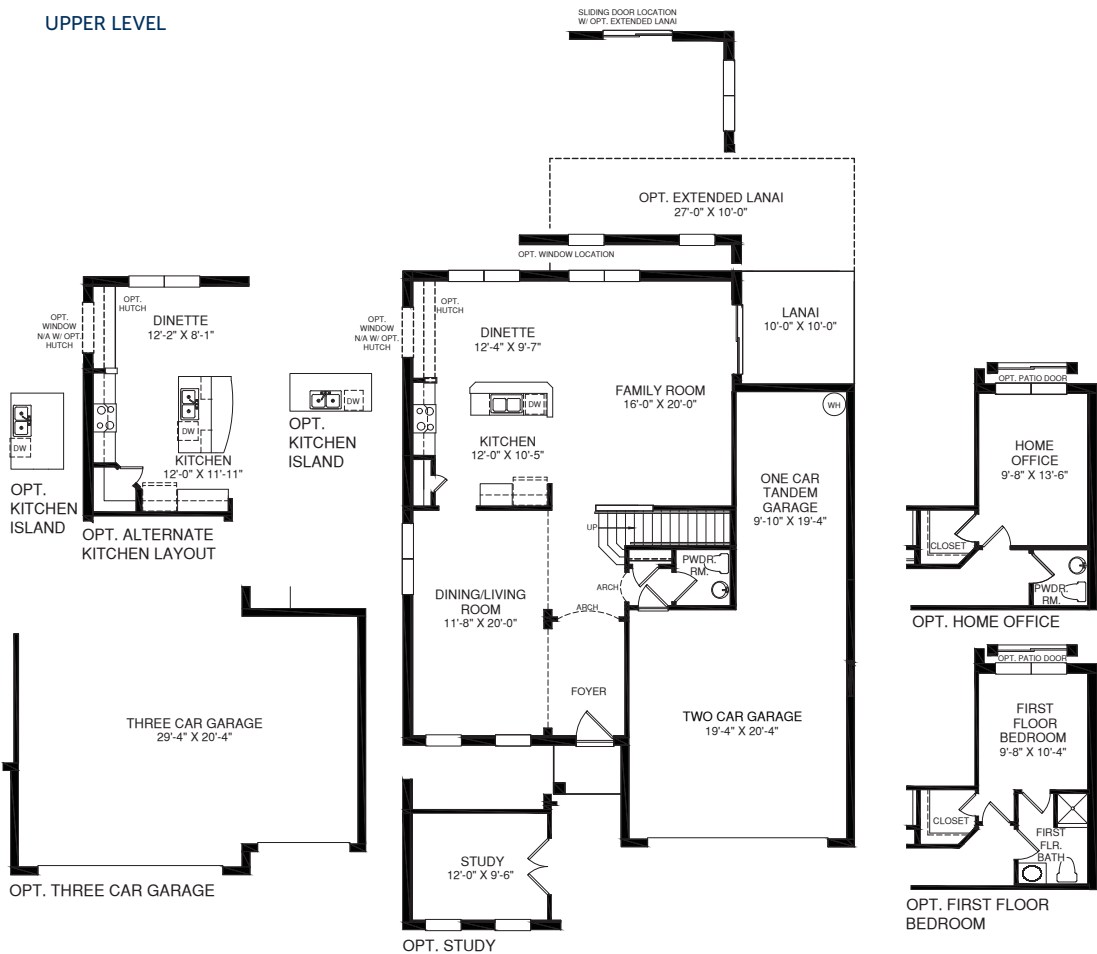 UPPER LEVEL
SLIDING DOOR LOCATION
W/ OPT. EXTENDED LANAI
OPT. EXTENDED LANAI
27'-0" X 10'-0"
OPT. WINDOW LOCATION
OPT.
WINDOW
N/A W/ OPT.
HUTCH
OPT.
HUTCH
DINETTE
12'-2" X 8'-1"
DW
KITCHEN
12'-0" X 11'-11"
OPT. ALTERNATE
KITCHEN LAYOUT
DW
OPT.
KITCHEN
ISLAND
DW
OPT.
KITCHEN
ISLAND
OPT.
WINDOW
N/A W/ OPT.
HUTCH
OPT.
HUTCH
DINETTE
12'-4" X 9'-7"
LANAI
10'-0" X 10'-0"
FAMILY ROOM
16'-0" X 20'-0"
DW
KITCHEN
12'-0" X 10'-5"
WH
ONE CAR
TANDEM
GARAGE
9'-10" X 19'-4"
UP
PWDR.
RM.
ARCH
ARCH
DINING/LIVING
ROOM
11'-8" X 20'-0"
FOYER
TWO CAR GARAGE
19'-4" X 20'-4"
THREE CAR GARAGE
29'-4" X 20'-4"
OPT. THREE CAR GARAGE
STUDY
12'-0" X 9'-6"
OPT. STUDY
OPT. PATIO DOOR
HOME
OFFICE
9'-8" X 13'-6"
CLOSET
PWDR.
RM.
OPT. HOME OFFICE
OPT. PATIO DOOR
FIRST
FLOOR
BEDROOM
9'-8" X 10'-4"
CLOSET
FIRST
FLR.
BATH
OPT. FIRST FLOOR
BEDROOM